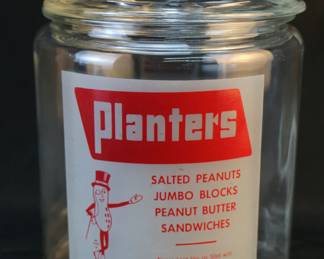 Planters
SALTED PEANUTS
JUMBO BLOCKS
PEANUT BUTTER
SANDWICHES